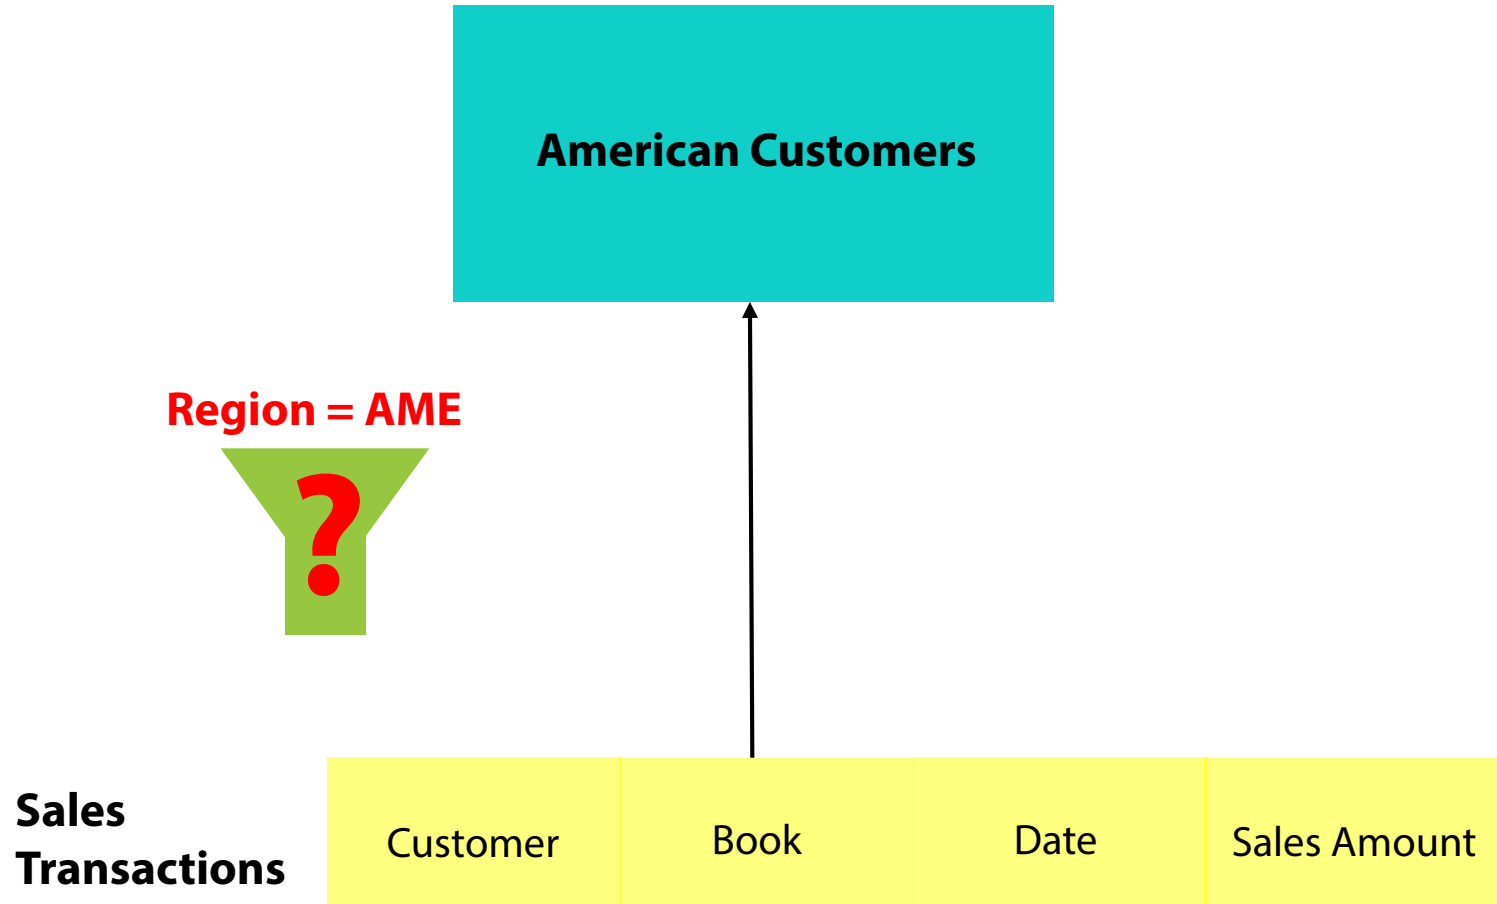 American Customers
Region = AME
?
Sales
Transactions
Customer
Book
Date
Sales Amount